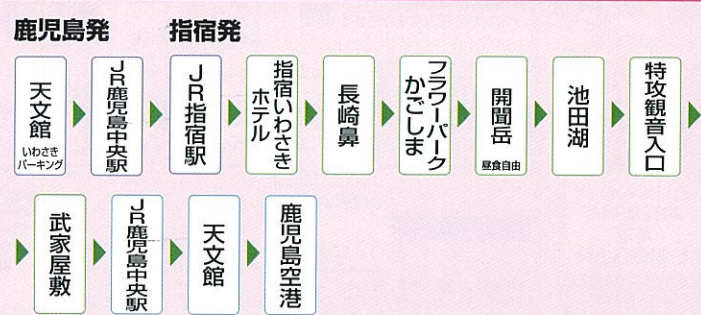 鹿児島発
指宿発
天文館
いわさき
パーキング
JR鹿児島中央駅
JR指宿駅
指宿いわさき
ホテル
長崎鼻
フラワーパーク
かごしま
開聞岳
昼食自由
池田湖
特攻観音入口
武家屋敷
JR鹿児島中央駅
天文館
鹿児島空港